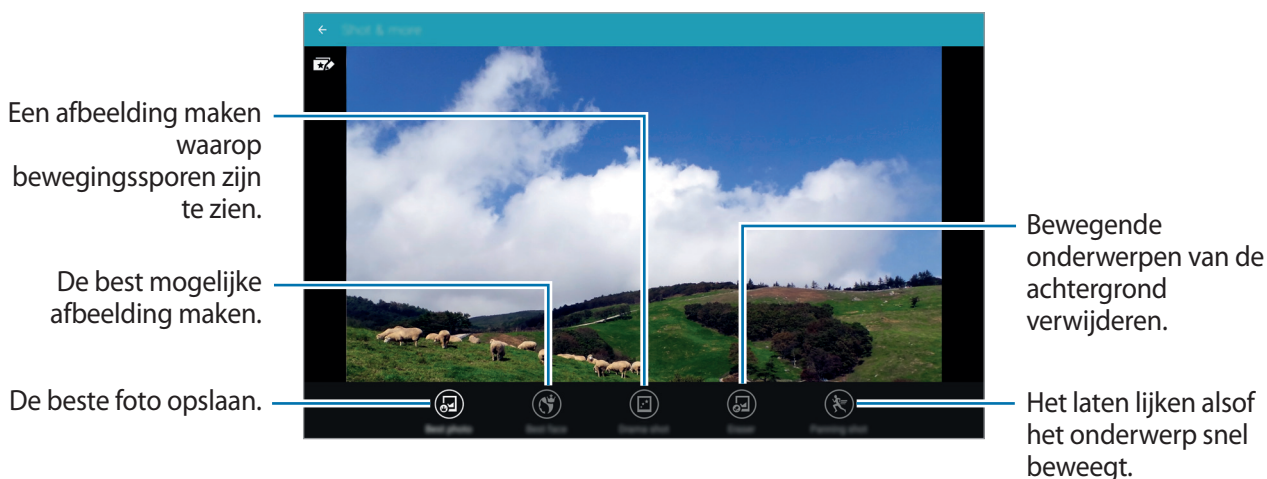 Shot & more
Een afbeelding maken
waarop
bewegingssporen zijn
te zien.
De best mogelijke
afbeelding maken.
De beste foto opslaan.
Bewegende
onderwerpen van de
achtergrond
verwijderen.
Het laten lijken alsof
het onderwerp snel
beweegt.
Best photo
Best face
Drama shot
Eraser
Panning shot